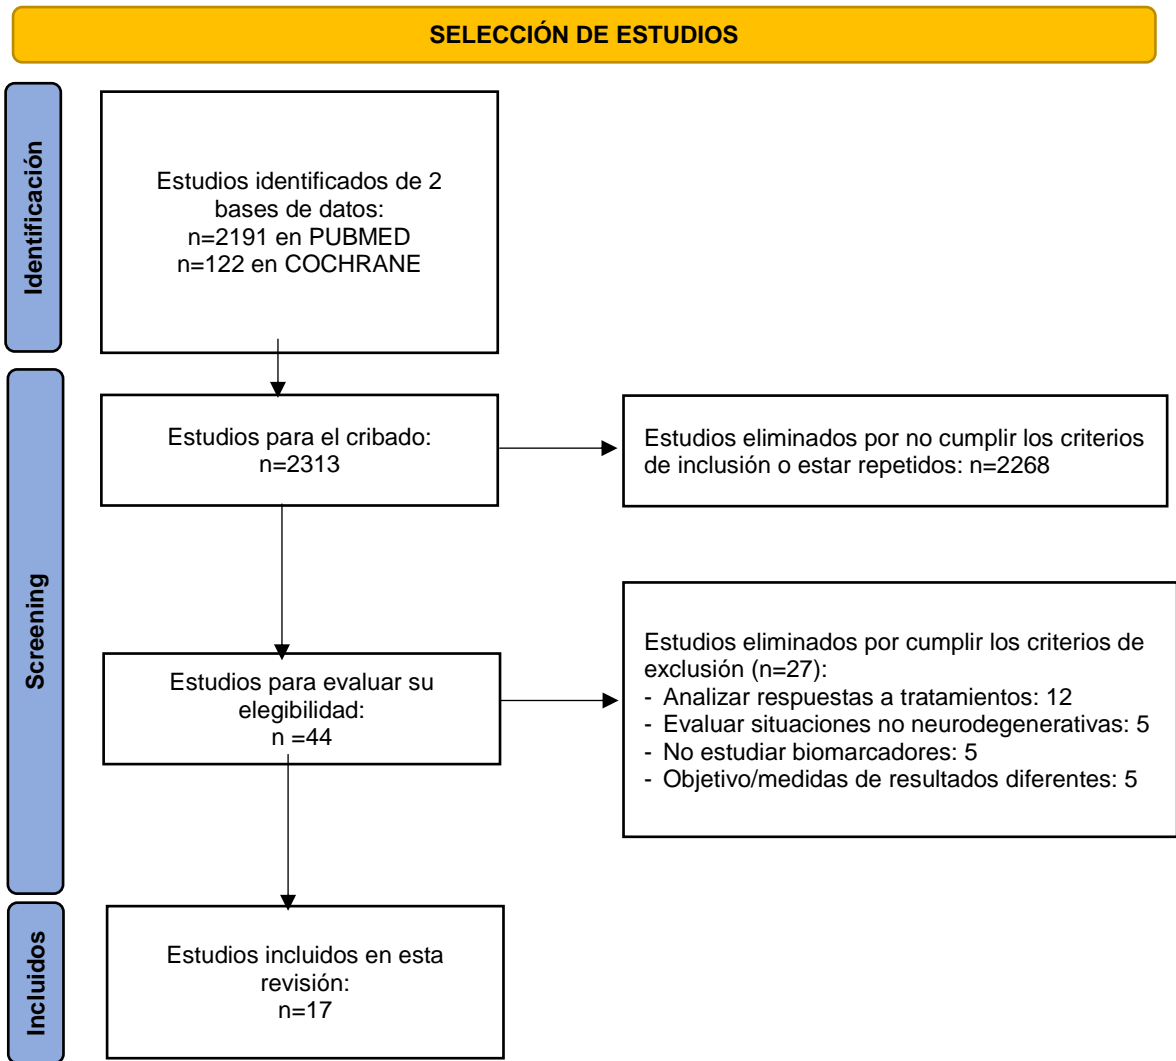 SELECCIÓN DE ESTUDIOS
Identificación
Estudios identificados de 2
bases de datos:
n=2191 en PUBMED
n=122 en COCHRANE
Screening
Estudios para el cribado:
n=2313
Estudios eliminados por no cumplir los criterios
de inclusión o estar repetidos: n=2268
Estudios para evaluar su
elegibilidad:
n =44
Estudios eliminados por cumplir los criterios de
exclusión (n=27):
- Analizar respuestas a tratamientos: 12
- Evaluar situaciones no neurodegenerativas: 5
- No estudiar biomarcadores: 5
- Objetivo/medidas de resultados diferentes: 5
Incluidos
Estudios incluidos en esta
revisión:
n=17